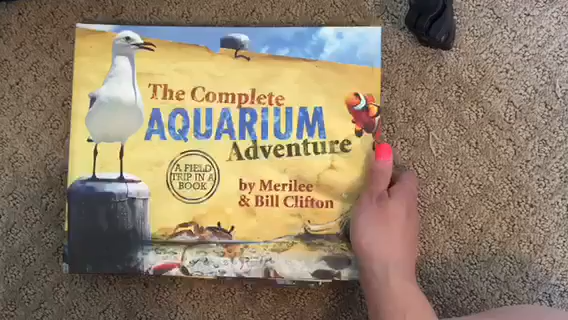 The Complete
AQUARIUM
Adventure
A FIELD
TRIP IN A
BOOK
by Merilee
& Bill Clifton